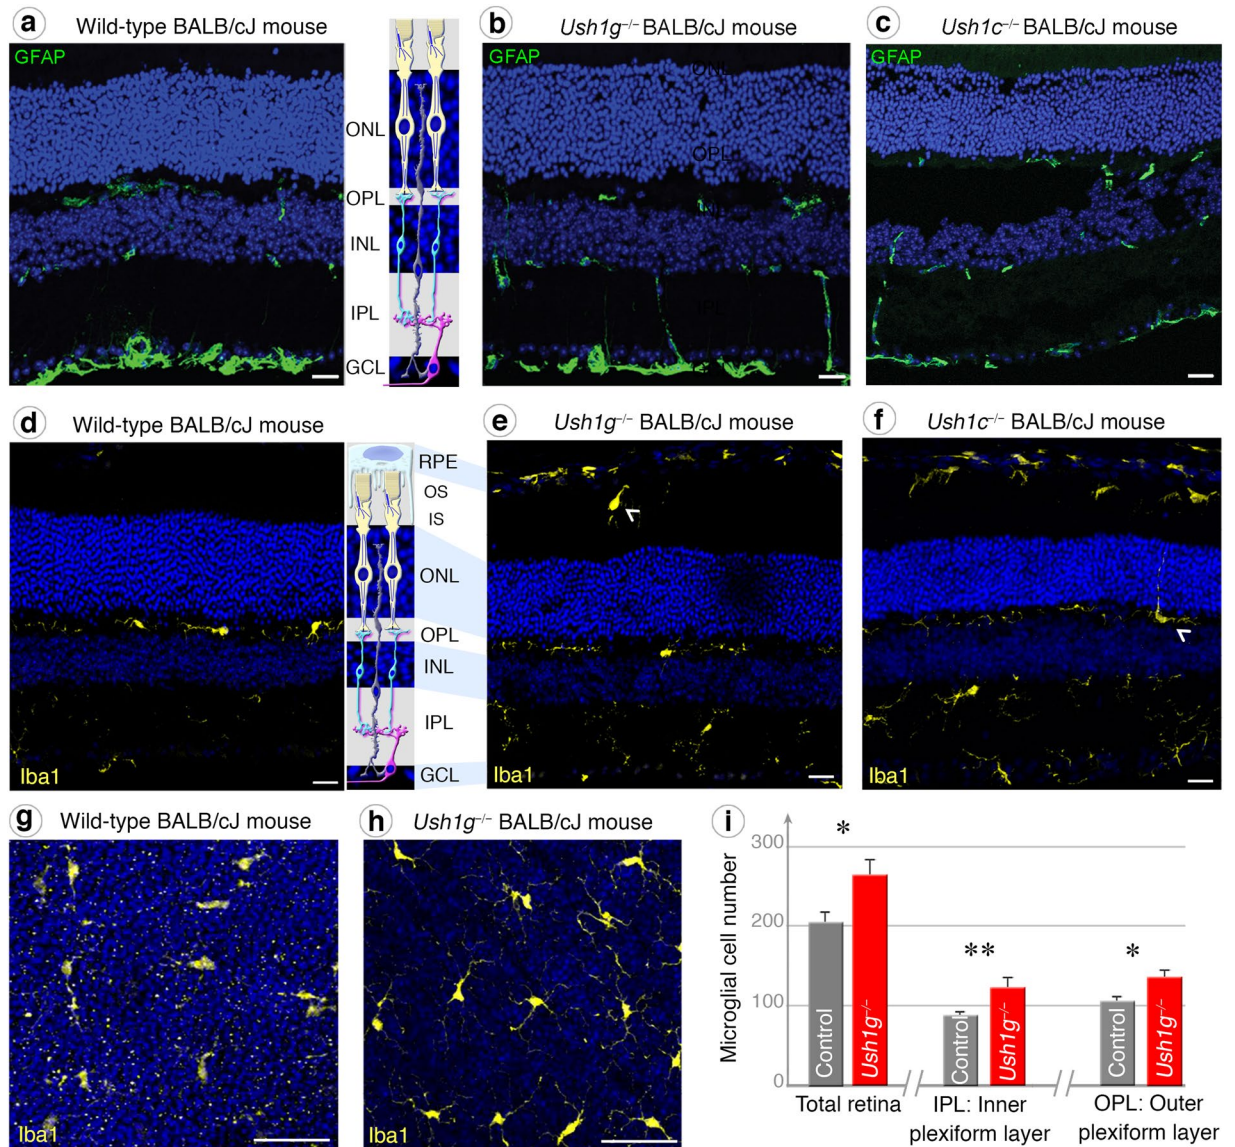 a Wild-type BALB/cJ mouse
GFAP
ONL
OPL
INL
IPL
GCL
b Ush1g–/– BALB/cJ mouse
GFAP
ONL
OPL
IPL
c Ush1c–/– BALB/cJ mouse
GFAP
d Wild-type BALB/cJ mouse
Iba1
RPE
OS
IS
ONL
OPL
INL
IPL
GCL
e Ush1g–/– BALB/cJ mouse
Iba1
f Ush1c–/– BALB/cJ mouse
Iba1
g Wild-type BALB/cJ mouse
Iba1
h Ush1g–/– BALB/cJ mouse
Iba1
i
Microglial cell number
300
200
100
0
*
**
*
Control
Ush1g–/–
Control
Ush1g–/–
Control
Ush1g–/–
Total retina
IPL: Inner
plexiform layer
OPL: Outer
plexiform layer